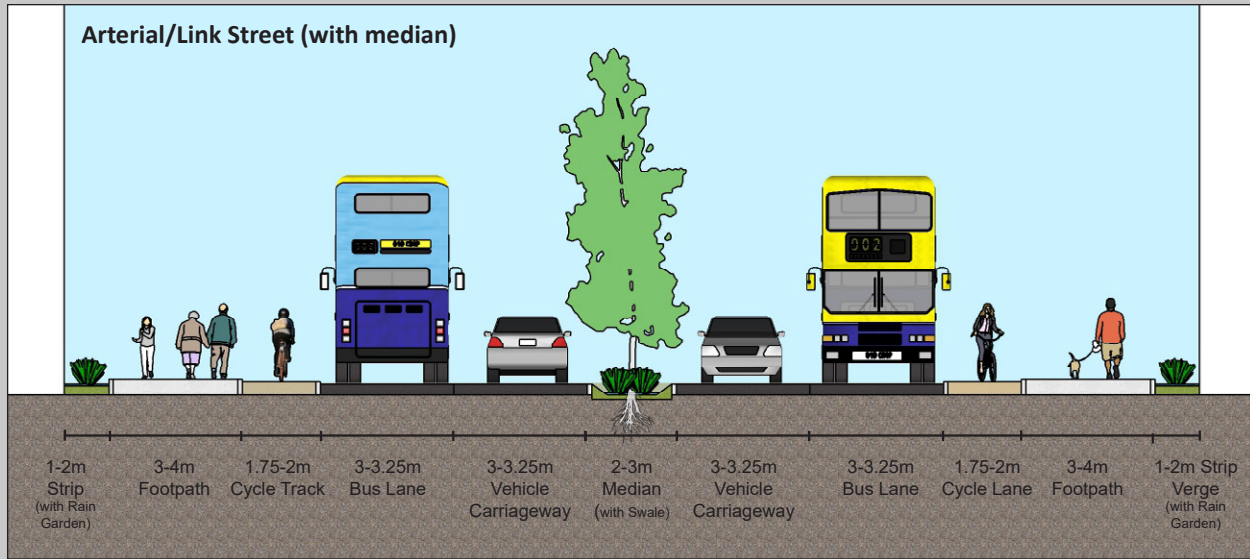 Arterial/Link Street (with median)
002
1-2m
Strip
(with Rain
Garden)
3-4m
Footpath
1.75-2m
Cycle Track
3-3.25m
Bus Lane
3-3.25m
Vehicle
Carriageway
2-3m
Median
(with Swale)
3-3.25m
Vehicle
Carriageway
3-3.25m
Bus Lane
1.75-2m
Cycle Lane
3-4m
Footpath
1-2m Strip
Verge
(with Rain
Garden)